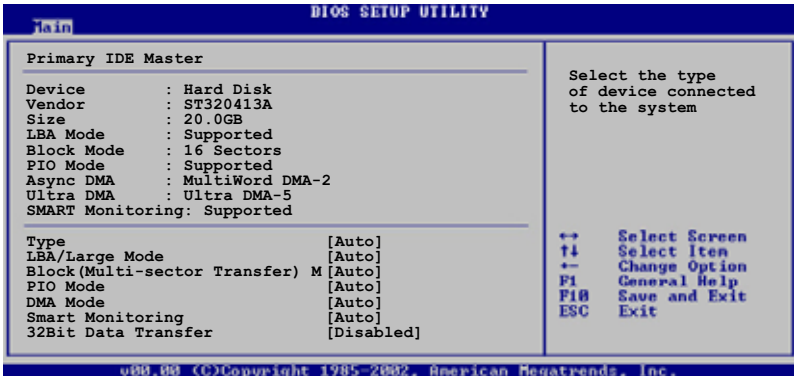 BIOS SETUP UTILITY
Main
Primary IDE Master
Device : Hard Disk
Vendor : ST320413A
Size : 20.0GB
LBA Mode : Supported
Block Mode : 16 Sectors
PIO Mode : Supported
Async DMA : MultiWord DMA-2
Ultra DMA : Ultra DMA-5
SMART Monitoring: Supported
Type [Auto]
LBA/Large Mode [Auto]
Block(Multi-sector Transfer) M [Auto]
PIO Mode [Auto]
DMA Mode [Auto]
Smart Monitoring [Auto]
32Bit Data Transfer [Disabled]
Select the type
of device connected
to the system
↔ Select Screen
↑↓ Select Item
+- Change Option
F1 General Help
F10 Save and Exit
ESC Exit
v00.00 (C)Copyright 1985-2002, American Megatrends, Inc.